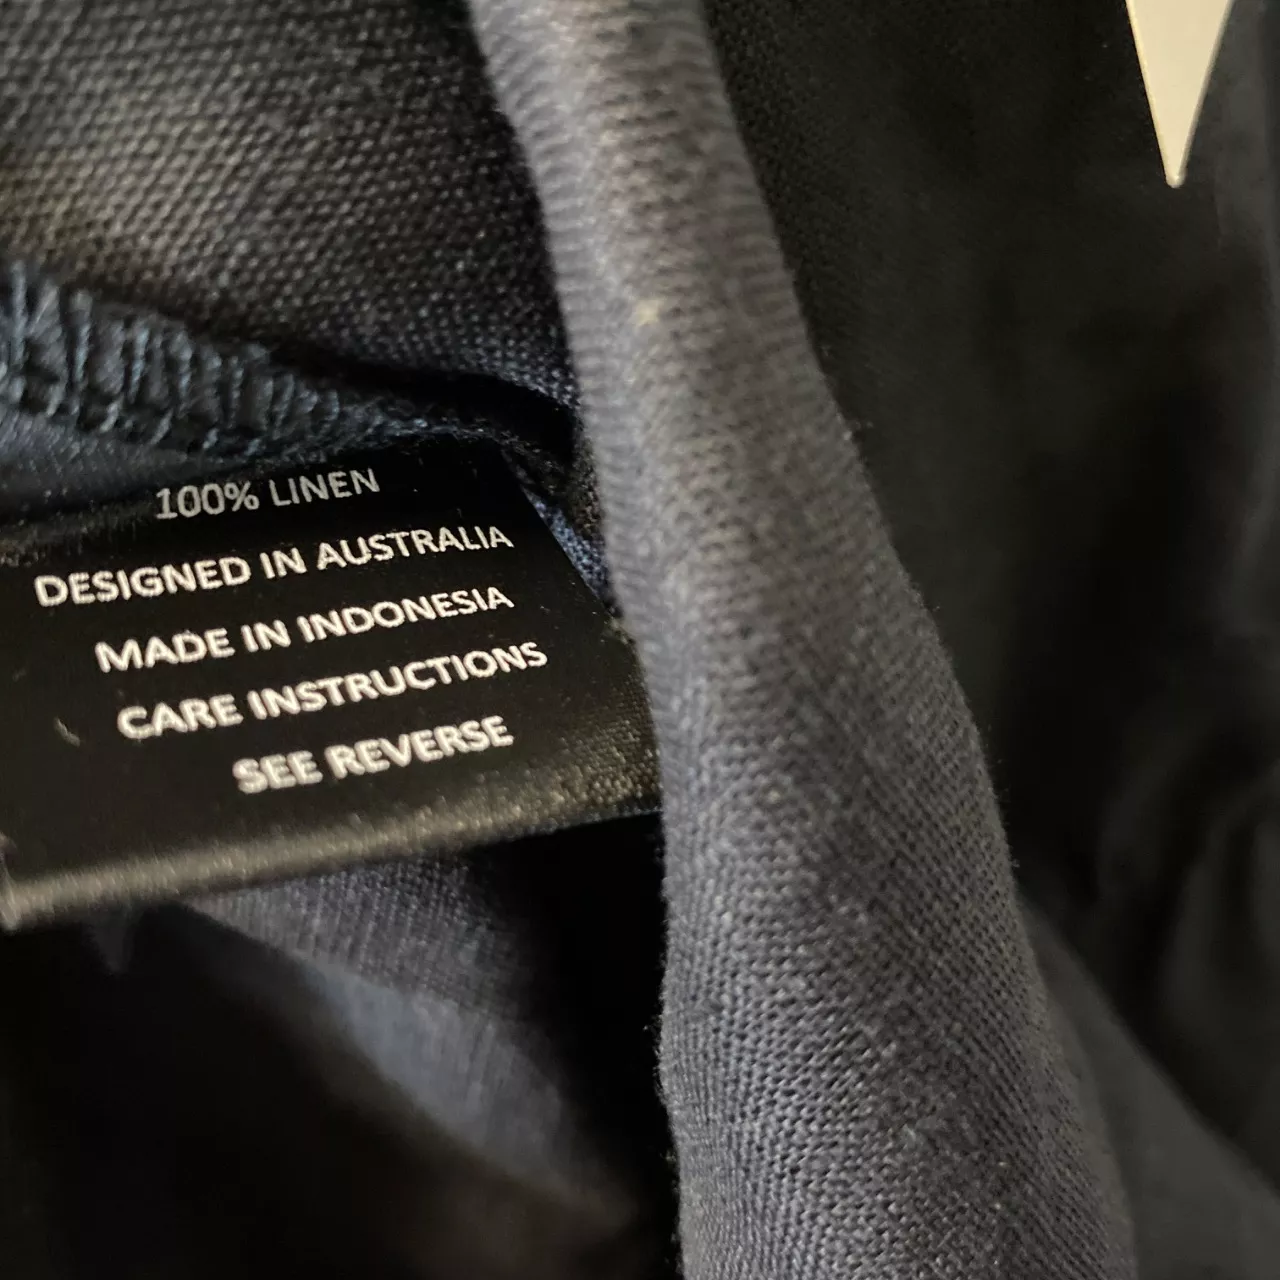 100% LINEN
DESIGNED IN AUSTRALIA
MADE IN INDONESIA
CARE INSTRUCTIONS
SEE REVERSE